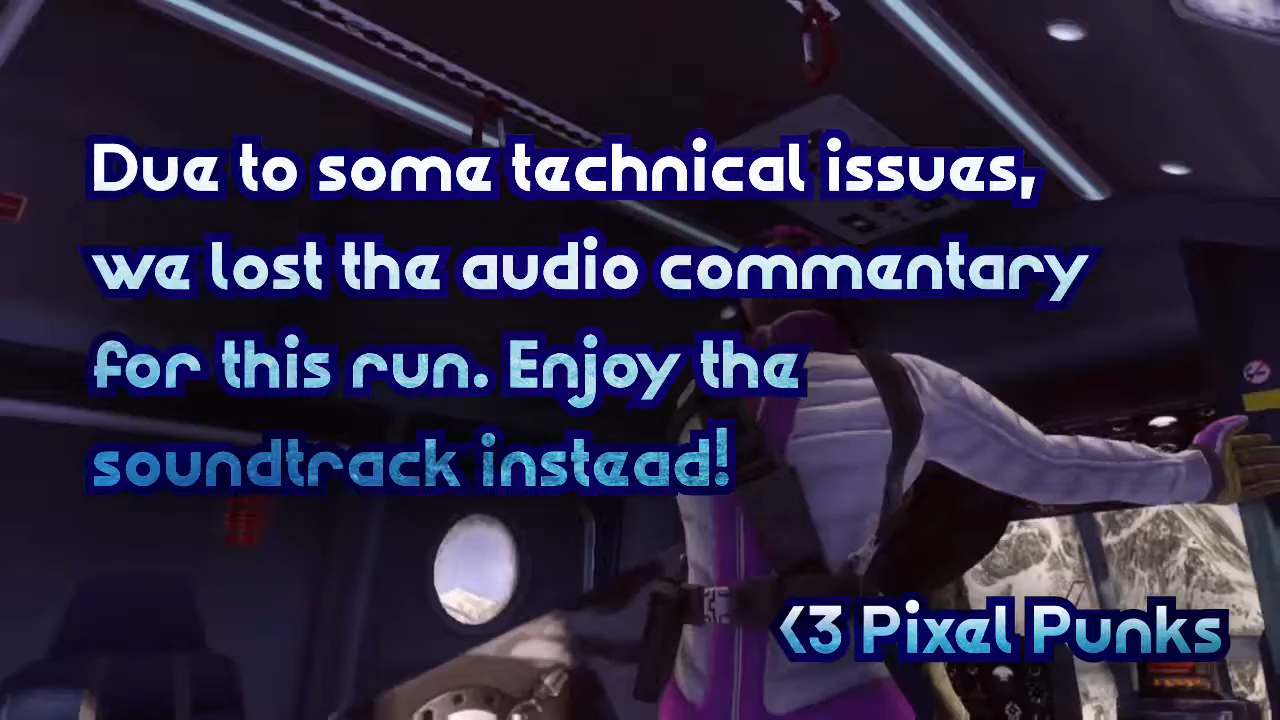 Due to some technical issues,
we lost the audio commentary
for this run. Enjoy the
soundtrack instead!
<3 Pixel Punks